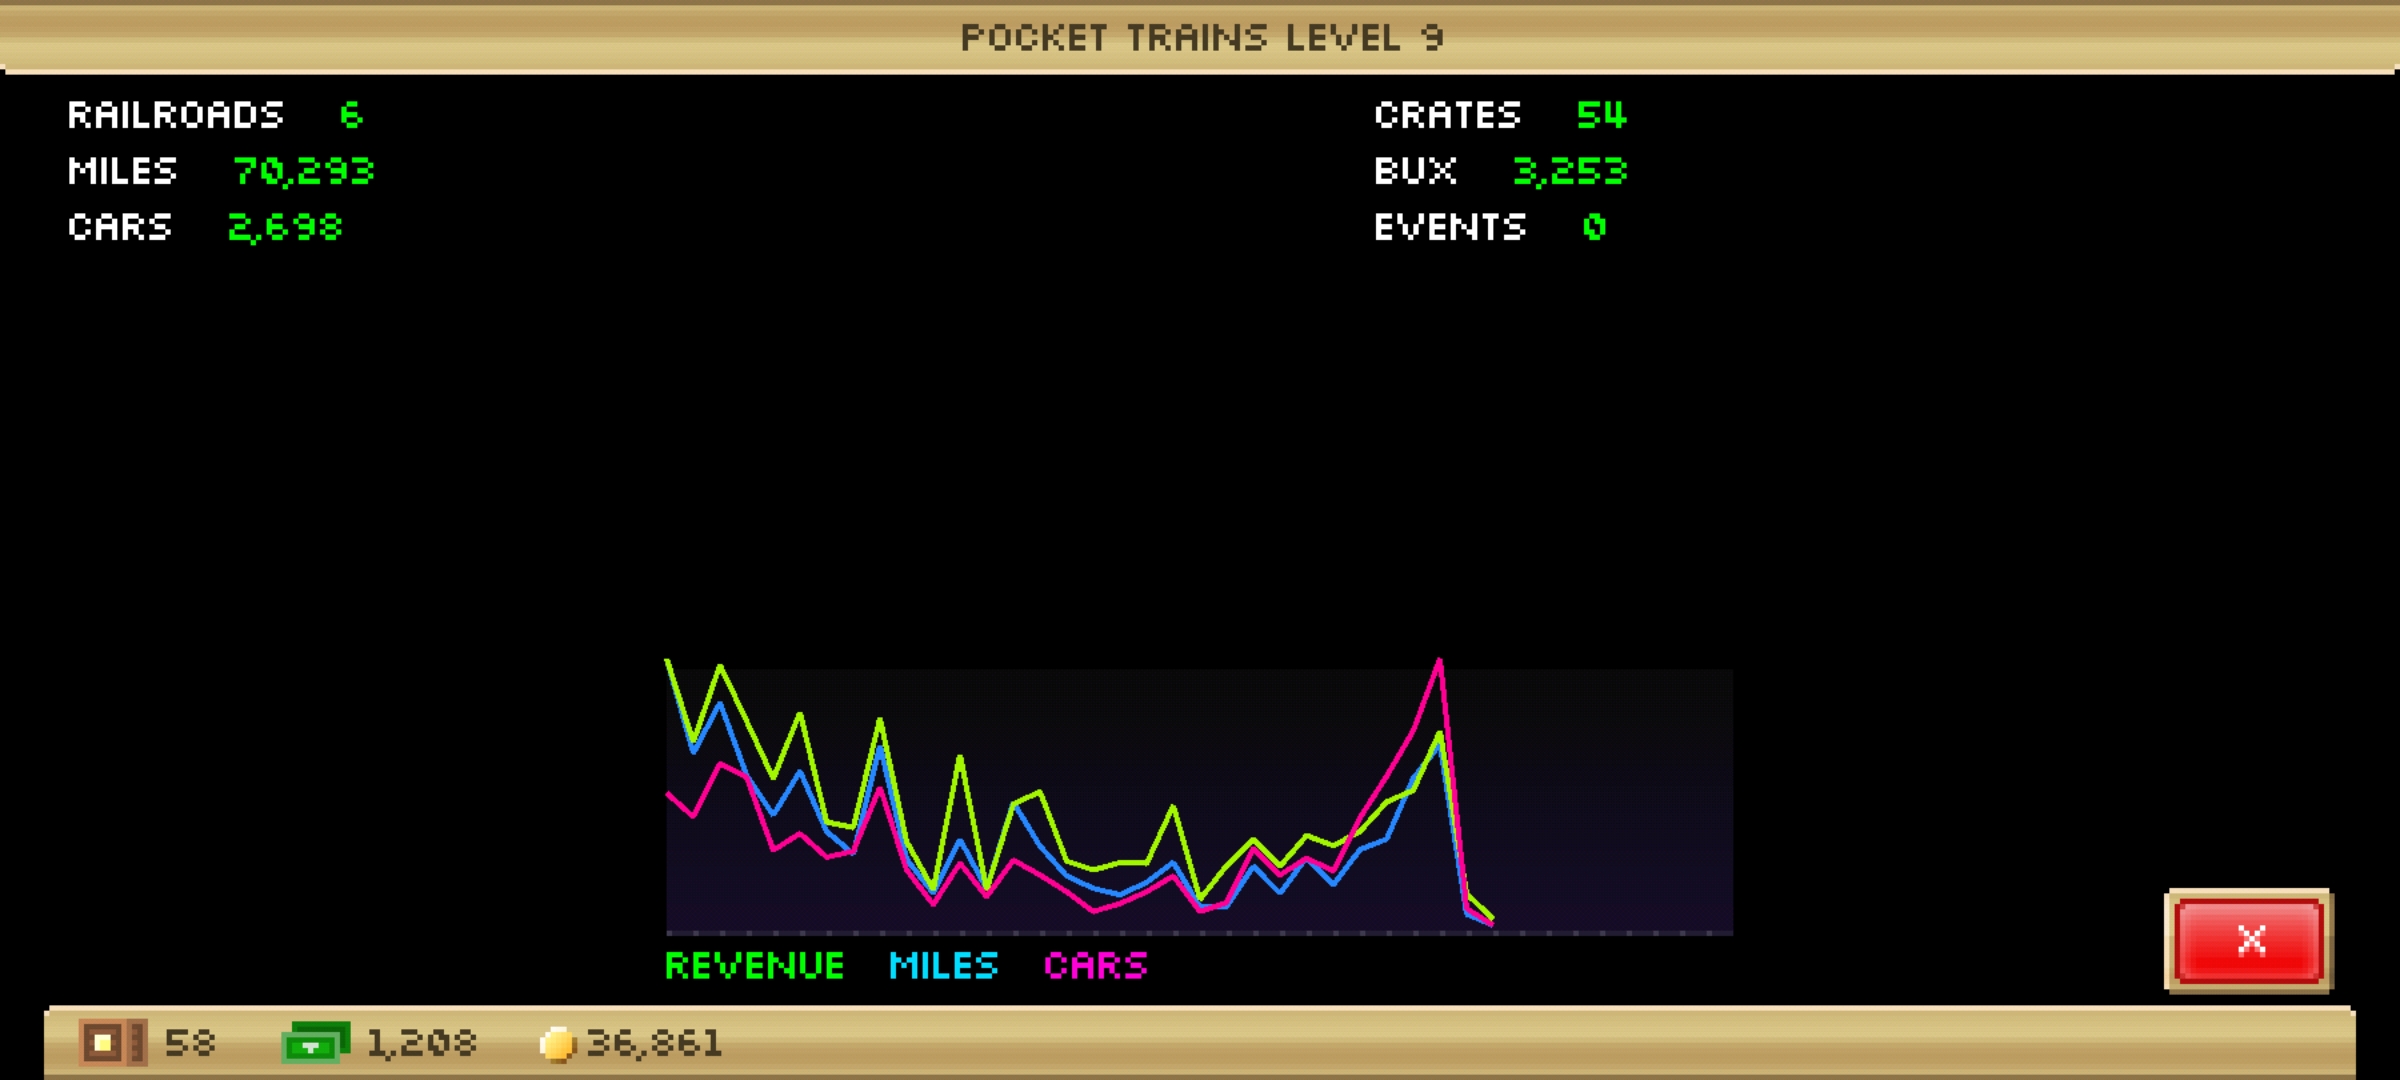 POCKET TRAINS LEVEL 9
RAILROADS 6
MILES 70,293
CARS 2,698
CRATES 54
BUX 3,253
EVENTS 0
REVENUE MILES CARS
X
58 1,208 36,861